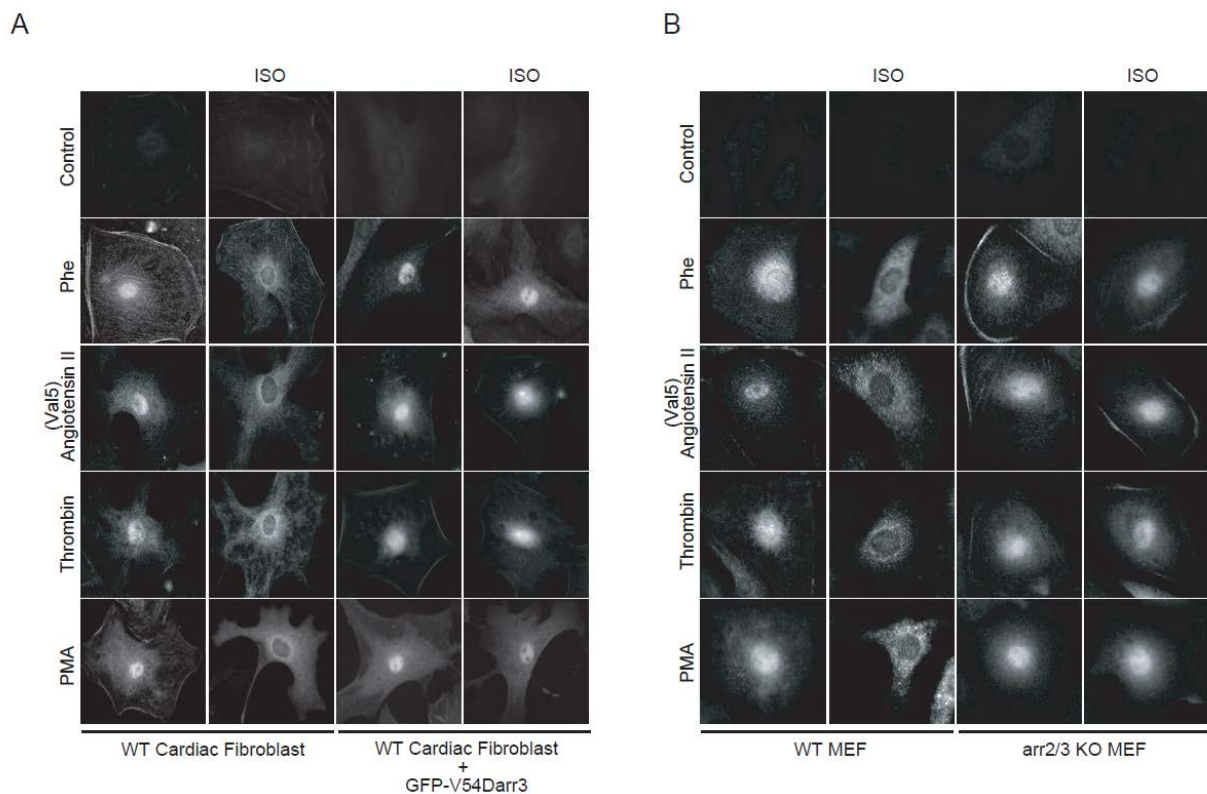 A
B
ISO
ISO
ISO
ISO
Control
Phe
(Val5)
Angiotensin II
Thrombin
PMA
Control
Phe
(Val5)
Angiotensin II
Thrombin
PMA
WT Cardiac Fibroblast
WT Cardiac Fibroblast
+
GFP-V54Darr3
WT MEF
arr2/3 KO MEF